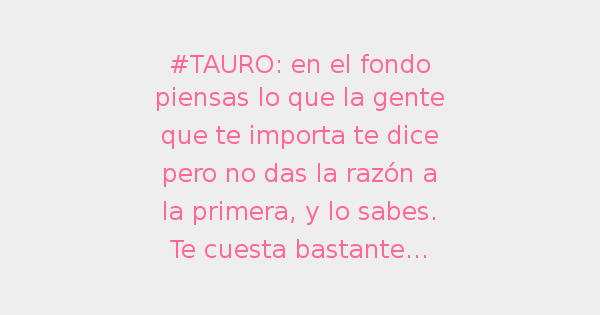 #TAURO: en el fondo
piensas lo que la gente
que te importa te dice
pero no das la razón a
la primera, y lo sabes.
Te cuesta bastante...